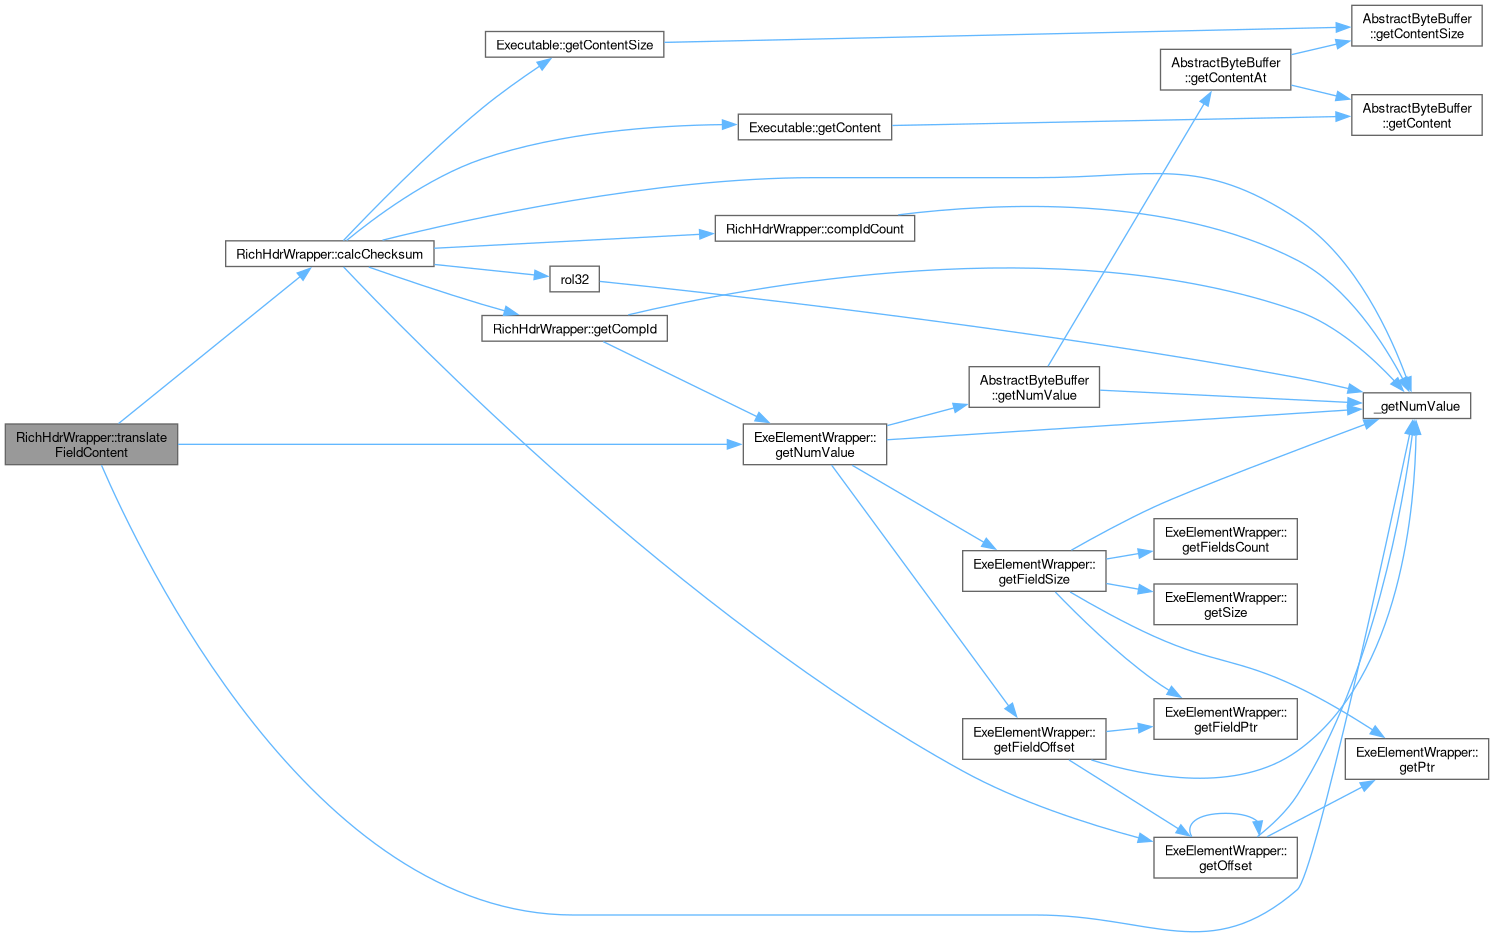 AbstractByteBuffer
::getContentSize
Executable::getContentSize
AbstractByteBuffer
::getContentAt
AbstractByteBuffer
::getContent
Executable::getContent
RichHdrWrapper::compIdCount
RichHdrWrapper::calcChecksum
rol32
RichHdrWrapper::getCompId
AbstractByteBuffer
::getNumValue
_getNumValue
RichHdrWrapper::translate
FieldContent
ExeElementWrapper::
getNumValue
ExeElementWrapper::
getFieldsCount
ExeElementWrapper::
getFieldSize
ExeElementWrapper::
getSize
ExeElementWrapper::
getFieldPtr
ExeElementWrapper::
getFieldOffset
ExeElementWrapper::
getPtr
ExeElementWrapper::
getOffset